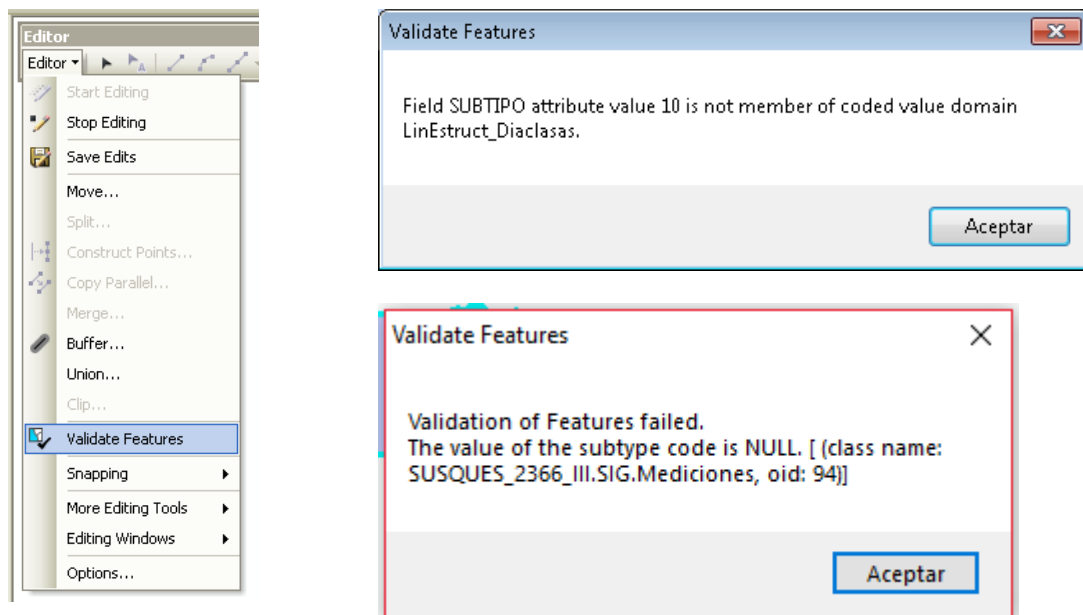 Editor
Editor
Start Editing
Stop Editing
Save Edits
Move...
Split...
Construct Points...
Copy Parallel...
Merge...
Buffer...
Union...
Clip...
Validate Features
Snapping
More Editing Tools
Editing Windows
Options...
Validate Features
Field SUBTIPO attribute value 10 is not member of coded value domain
LinEstruct_Diaclasas.
Aceptar
Validate Features
Validation of Features failed.
The value of the subtype code is NULL. [ (class name:
SUSQUES_2366_III.SIG.Mediciones, oid: 94)]
Aceptar